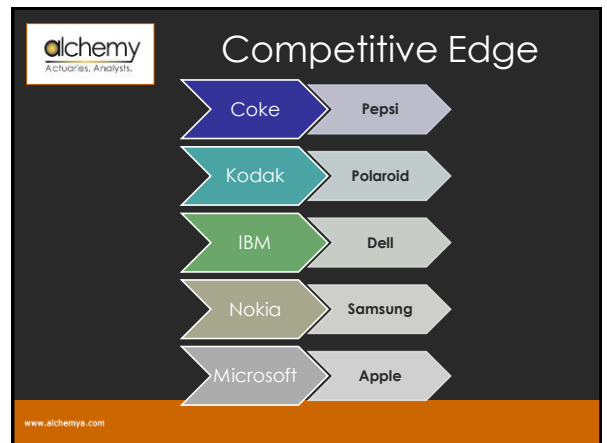 alchemy
Actuaries. Analysts.
Competitive Edge
Coke
Pepsi
Kodak
Polaroid
IBM
Dell
Nokia
Samsung
Microsoft
Apple
www.alchemya.com